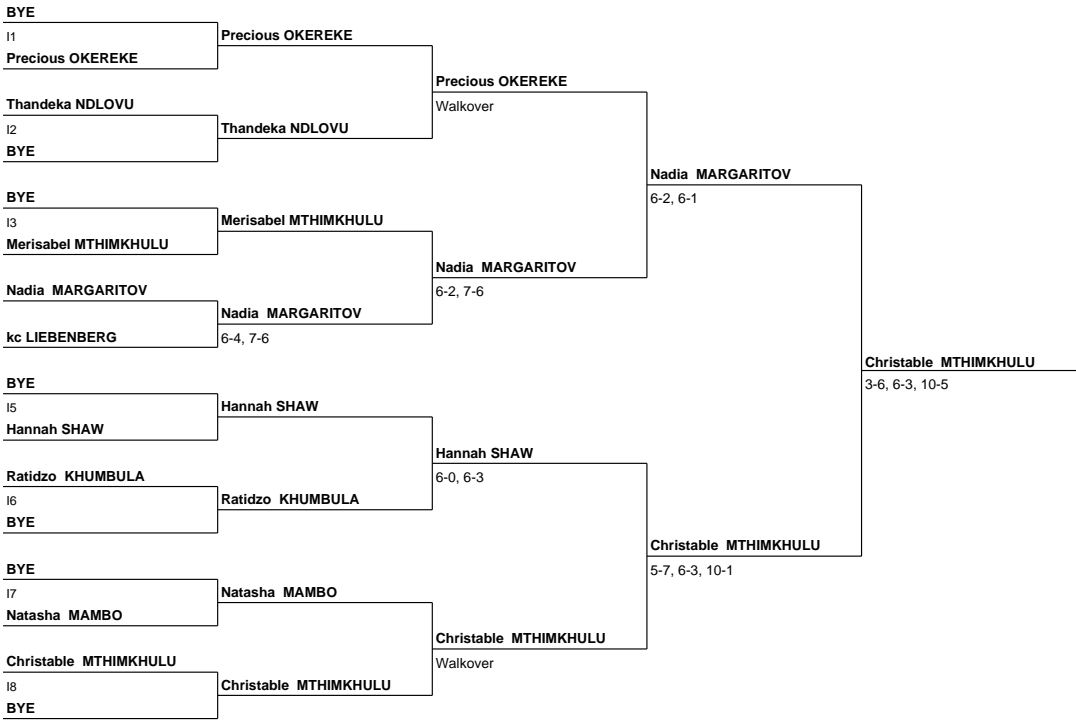 BYE
I1
Precious OKEREKE
Thandeka NDLOVU
I2
BYE
BYE
I3
Merisabel MTHIMKHULU
Nadia MARGARITOV
kc LIEBENBERG
BYE
I5
Hannah SHAW
Ratidzo KHUMBULA
I6
BYE
BYE
I7
Natasha MAMBO
Christable MTHIMKHULU
I8
BYE
Precious OKEREKE
Thandeka NDLOVU
Merisabel MTHIMKHULU
Nadia MARGARITOV
6-4, 7-6
Hannah SHAW
Ratidzo KHUMBULA
Natasha MAMBO
Christable MTHIMKHULU
Precious OKEREKE
Walkover
Nadia MARGARITOV
6-2, 7-6
Hannah SHAW
6-0, 6-3
Christable MTHIMKHULU
Walkover
Nadia MARGARITOV
6-2, 6-1
Christable MTHIMKHULU
5-7, 6-3, 10-1
Christable MTHIMKHULU
3-6, 6-3, 10-5